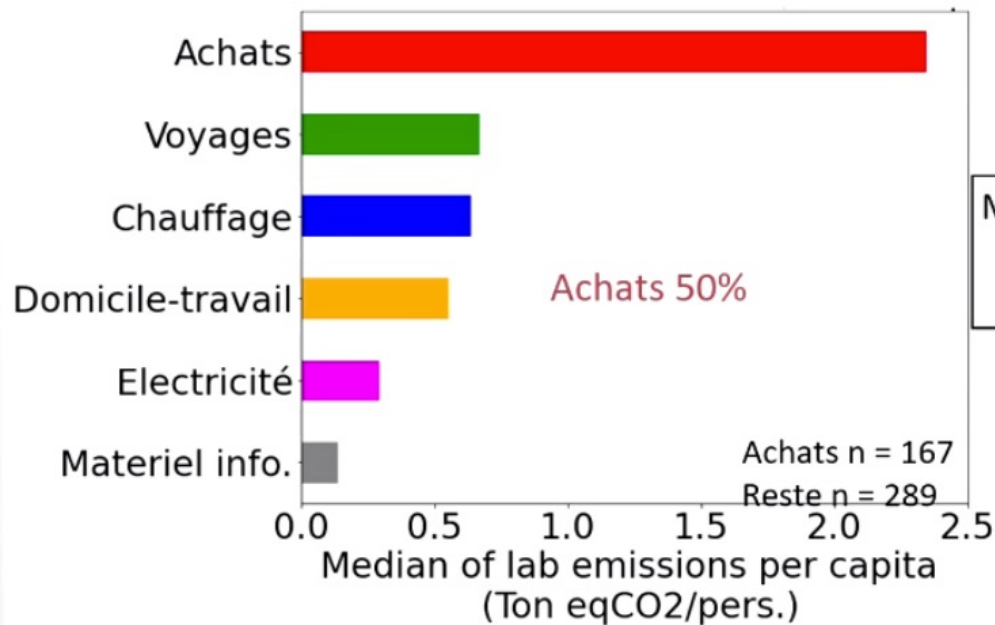 Achats
Voyages
Chauffage
Domicile-travail
Electricité
Materiel info.
Achats 50%
Achats n = 167
Reste n = 289
0.0 0.5 1.0 1.5 2.0 2.5
Median of lab emissions per capita
(Ton eqCO2/pers.)